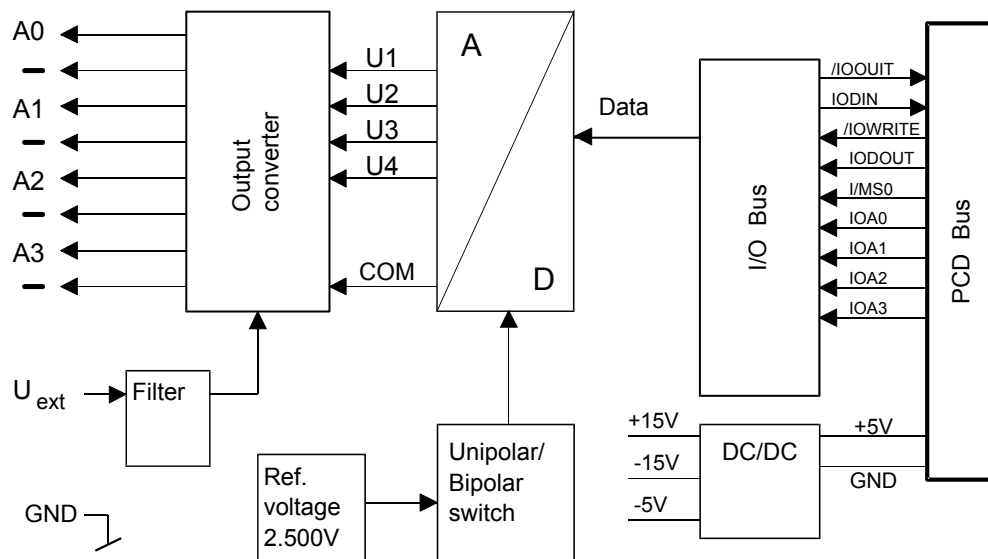 A0
–
A1
–
A2
–
A3
–
Output
converter
U1
U2
U3
U4
COM
A
D
Data
I/O Bus
/IOOUIT
IODIN
/IOWRITE
IODOUT
I/MS0
IOA0
IOA1
IOA2
IOA3
PCD Bus
U ext
Filter
GND
Ref.
voltage
2.500V
Unipolar/
Bipolar
switch
+15V
-15V
-5V
DC/DC
+5V
GND